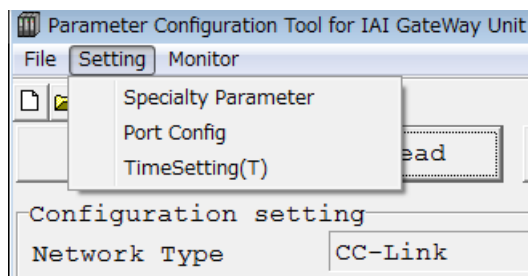 Parameter Configuration Tool for IAI GateWay Unit
File Setting Monitor
Specialty Parameter
Port Config
TimeSetting(T)
Configuration setting
Network Type CC-Link